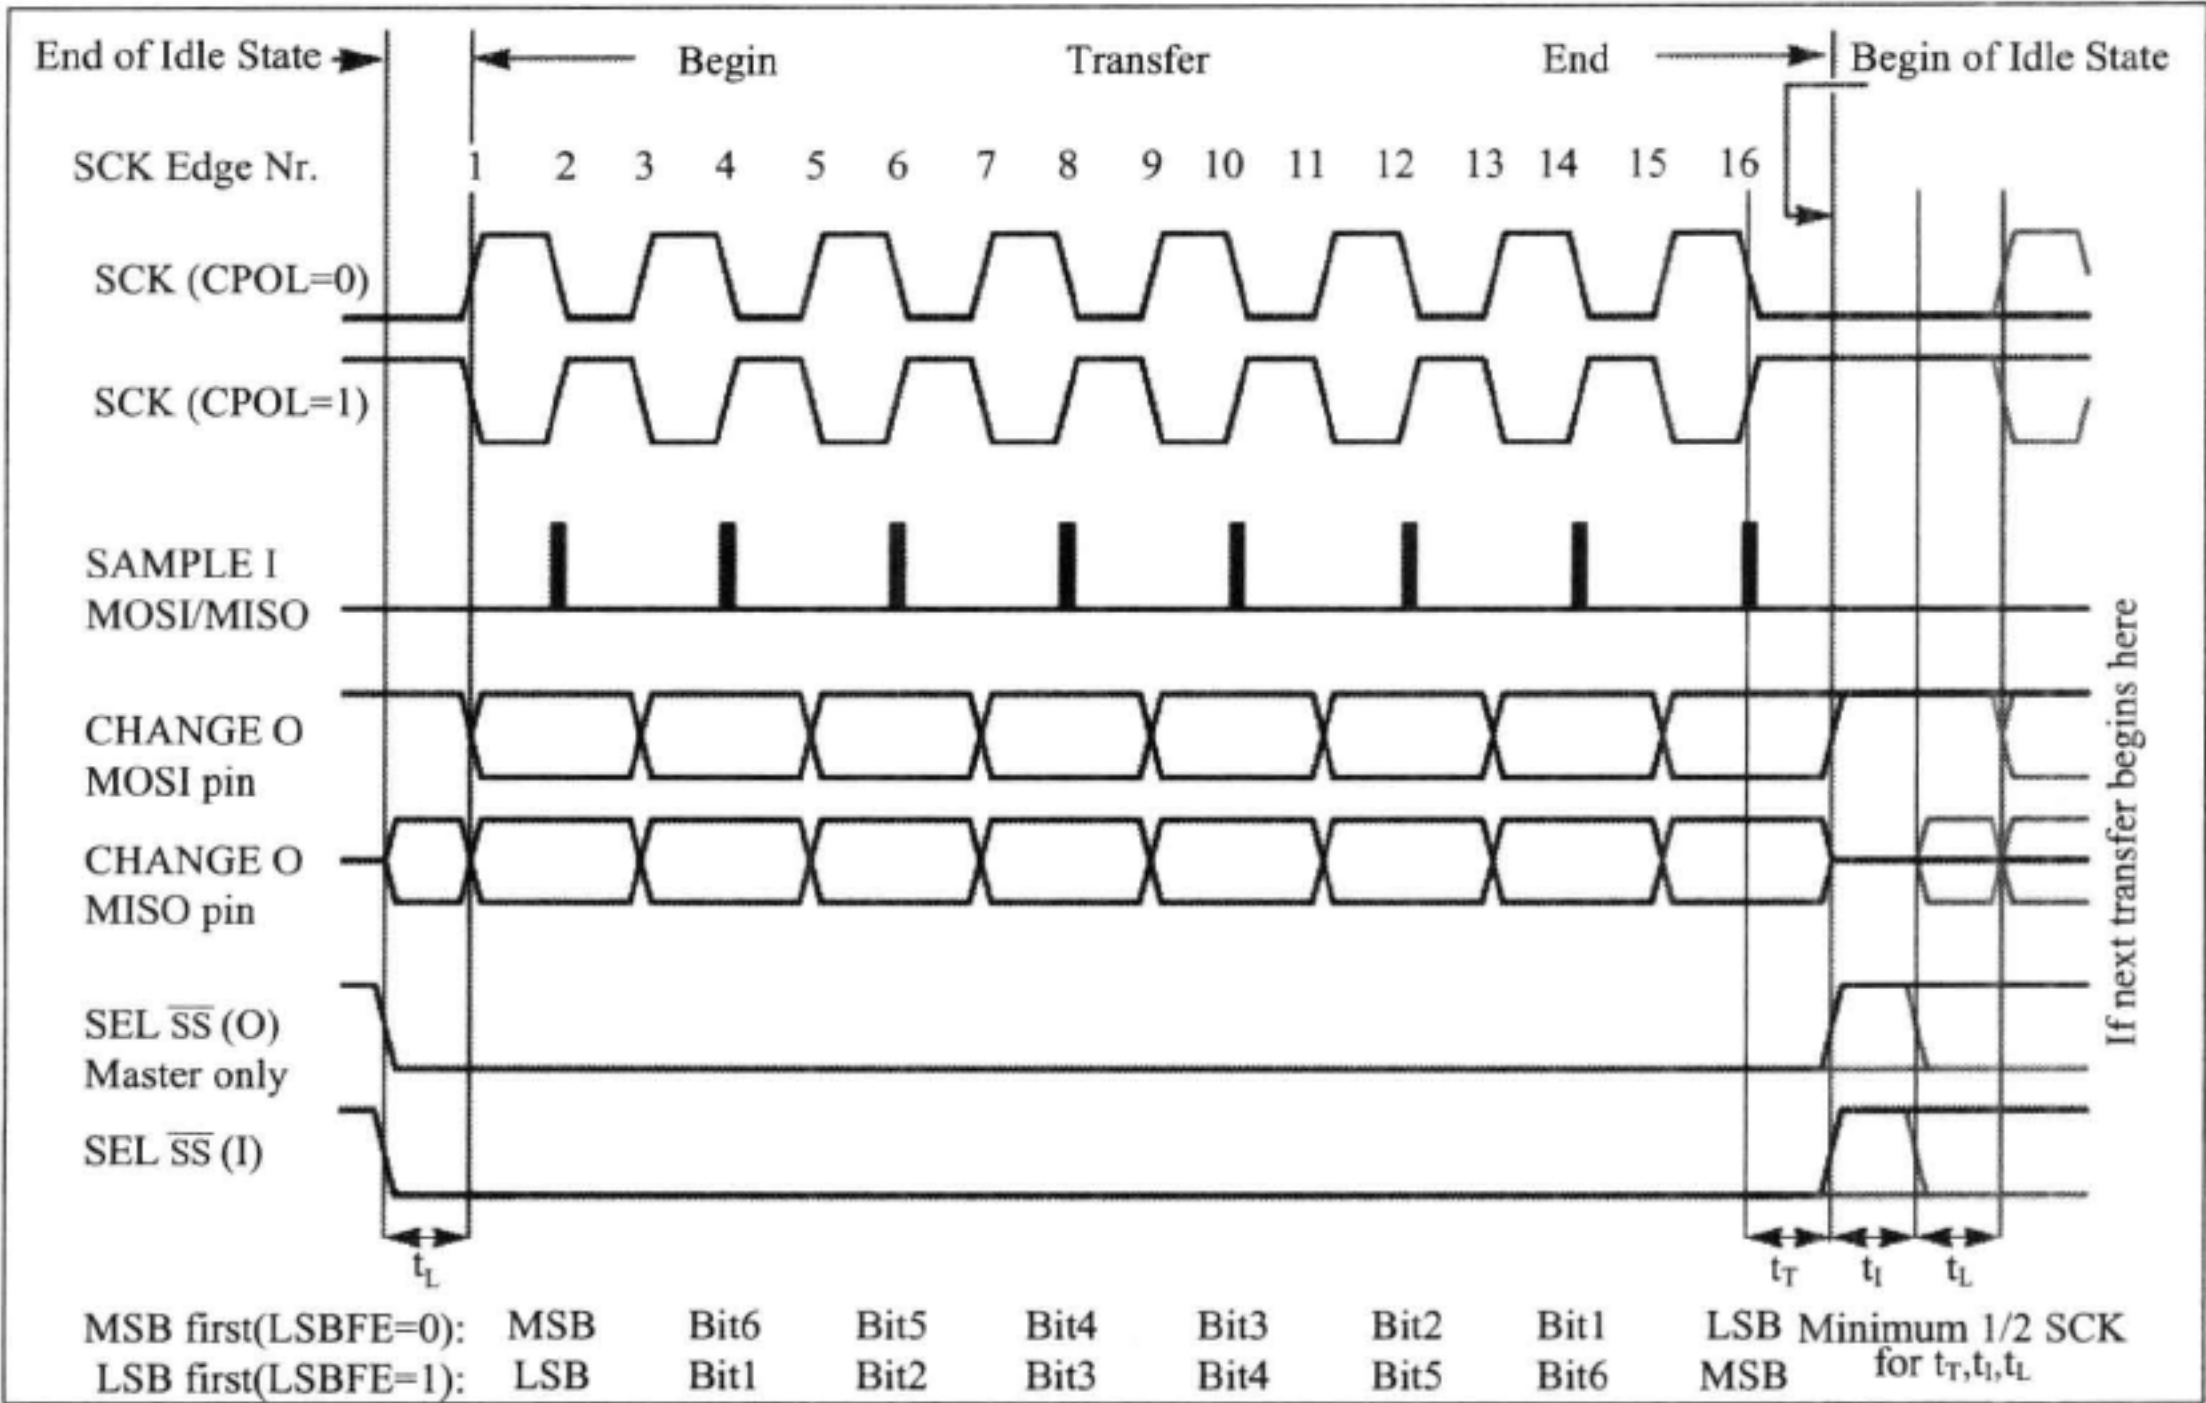 End of Idle State Begin Transfer End Begin of Idle State
SCK Edge Nr. 1 2 3 4 5 6 7 8 9 10 11 12 13 14 15 16
SCK (CPOL=0)
SCK (CPOL=1)
SAMPLE I
MOSI/MISO
CHANGE O
MOSI pin
CHANGE O
MISO pin
SEL S̅S̅ (O)
Master only
SEL S̅S̅ (I)
If next transfer begins here
tL tT tI tL
MSB first(LSBFE=0): MSB Bit6 Bit5 Bit4 Bit3 Bit2 Bit1 LSB Minimum 1/2 SCK
LSB first(LSBFE=1): LSB Bit1 Bit2 Bit3 Bit4 Bit5 Bit6 MSB for tT,tI,tL